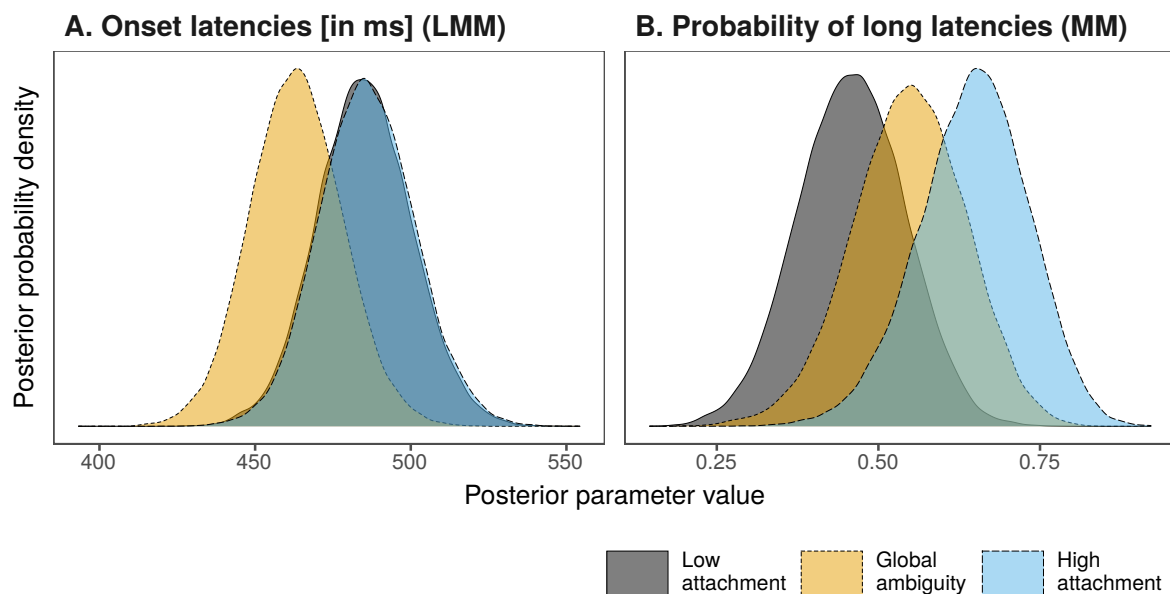 A. Onset latencies [in ms] (LMM)
B. Probability of long latencies (MM)
Posterior probability density
400 450 500 550
0.25 0.50 0.75
Posterior parameter value
Low attachment
Global ambiguity
High attachment